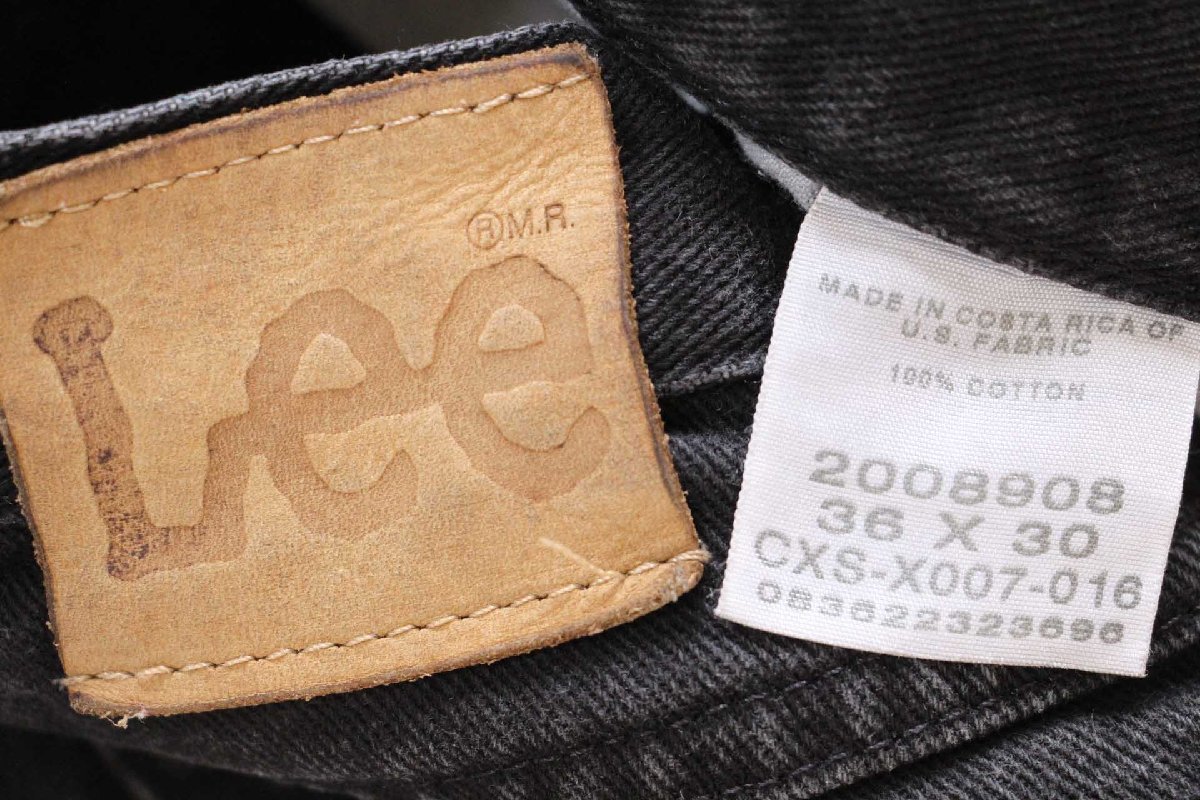 ®M.R.
Lee
MADE IN COSTA RICA OF
U.S. FABRIC
100% COTTON
2008908
36 X 30
CXS-X007-016
083622323696